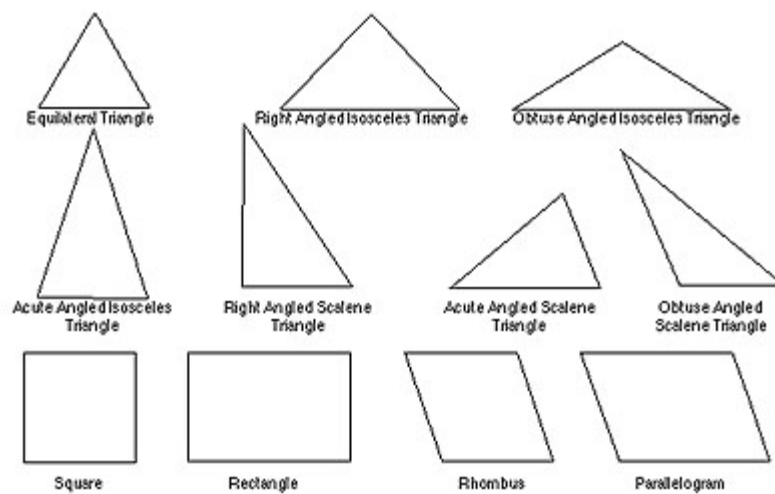 Equilateral Triangle
Right Angled Isosceles Triangle
Obtuse Angled Isosceles Triangle
Acute Angled Isosceles
Triangle
Right Angled Scalene
Triangle
Acute Angled Scalene
Triangle
Obtuse Angled
Scalene Triangle
Square
Rectangle
Rhombus
Parallelogram